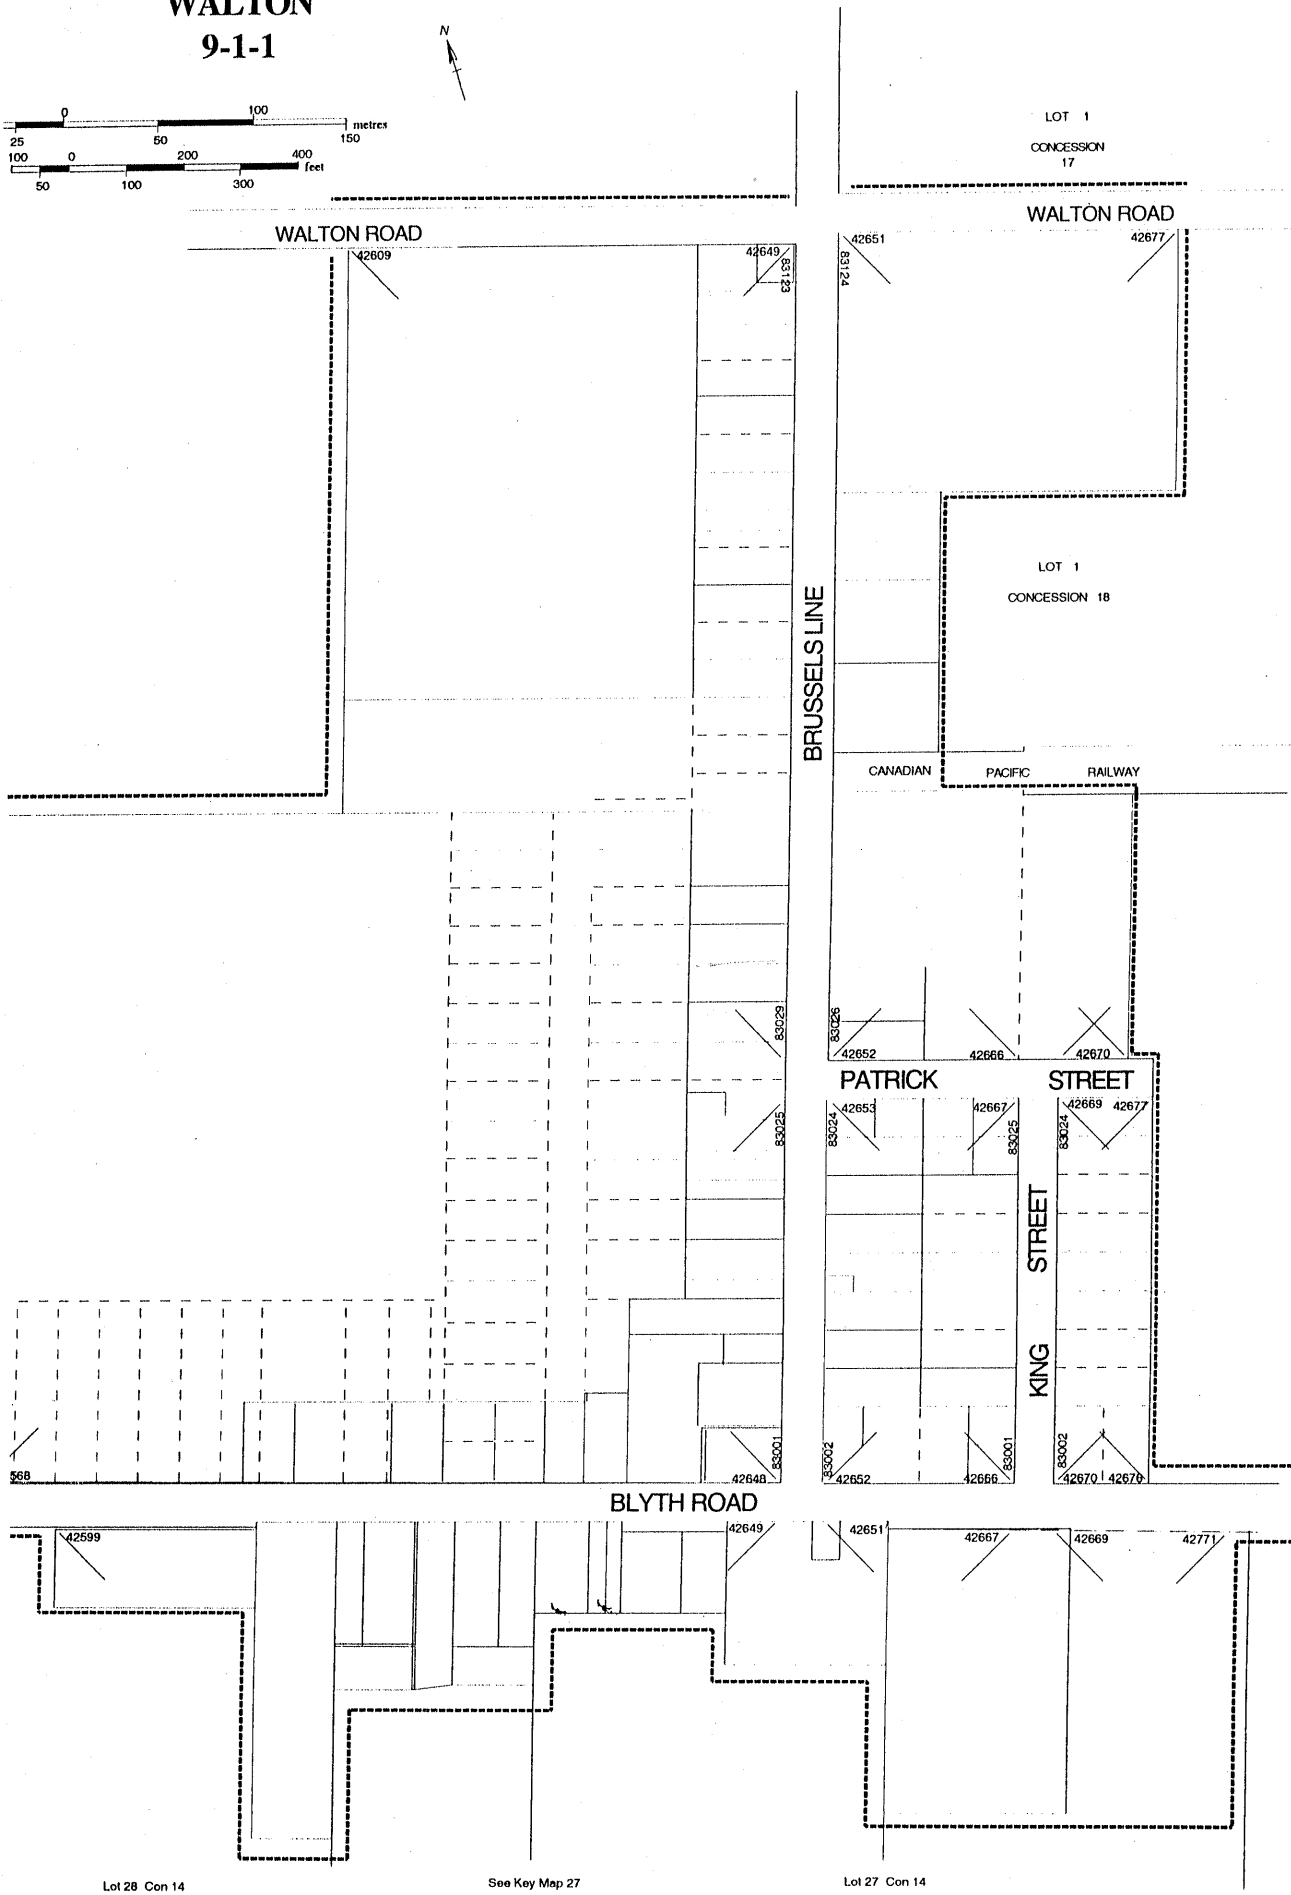 WALTON
9-1-1
N
0 100
metres
25 50 150
100 0 200 400
feet
50 100 300
LOT 1
CONCESSION
17
WALTON ROAD
WALTON ROAD
42609
42649
83123
42651
83124
42677
LOT 1
CONCESSION 18
BRUSSELS LINE
CANADIAN PACIFIC RAILWAY
83029
83026
42652
42666
42670
PATRICK STREET
83025
83024
42653
42667
83025
83024
42669
42677
KING STREET
568
42648
83001
83002
42652
42666
83001
83002
42670
42676
BLYTH ROAD
42599
42649
42651
42667
42669
42771
Lot 28 Con 14
See Key Map 27
Lot 27 Con 14